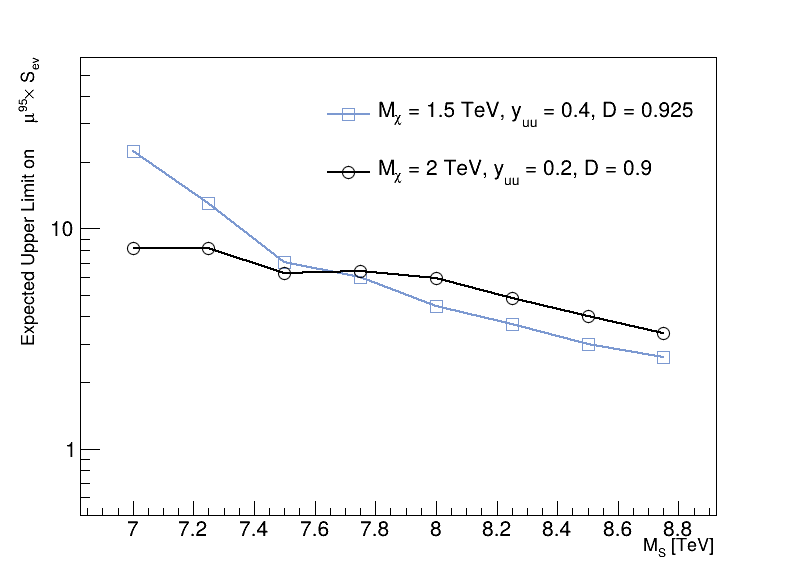 Expected Upper Limit on μ⁹⁵× S_ev
M_χ = 1.5 TeV, y_uu = 0.4, D = 0.925
M_χ = 2 TeV, y_uu = 0.2, D = 0.9
10
1
7 7.2 7.4 7.6 7.8 8 8.2 8.4 8.6 8.8
M_S [TeV]